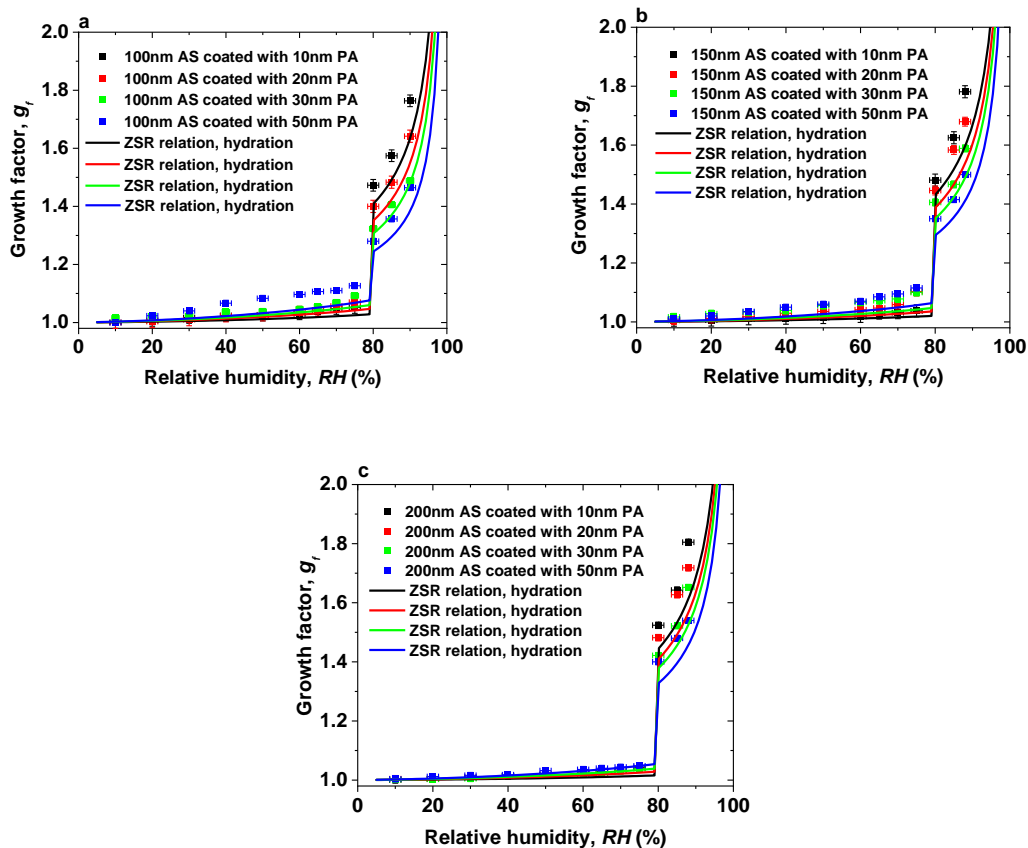 a
2.0
100nm AS coated with 10nm PA
100nm AS coated with 20nm PA
1.8
100nm AS coated with 30nm PA
100nm AS coated with 50nm PA
ZSR relation, hydration
1.6
ZSR relation, hydration
ZSR relation, hydration
1.4
ZSR relation, hydration
1.2
1.0
Growth factor, gf
0 20 40 60 80 100
Relative humidity, RH (%)
b
2.0
150nm AS coated with 10nm PA
150nm AS coated with 20nm PA
1.8
150nm AS coated with 30nm PA
150nm AS coated with 50nm PA
ZSR relation, hydration
1.6
ZSR relation, hydration
ZSR relation, hydration
1.4
ZSR relation, hydration
1.2
1.0
Growth factor, gf
0 20 40 60 80 100
Relative humidity, RH (%)
c
2.0
200nm AS coated with 10nm PA
200nm AS coated with 20nm PA
1.8
200nm AS coated with 30nm PA
200nm AS coated with 50nm PA
ZSR relation, hydration
1.6
ZSR relation, hydration
ZSR relation, hydration
ZSR relation, hydration
1.4
1.2
1.0
Growth factor, gf
0 20 40 60 80 100
Relative humidity, RH (%)